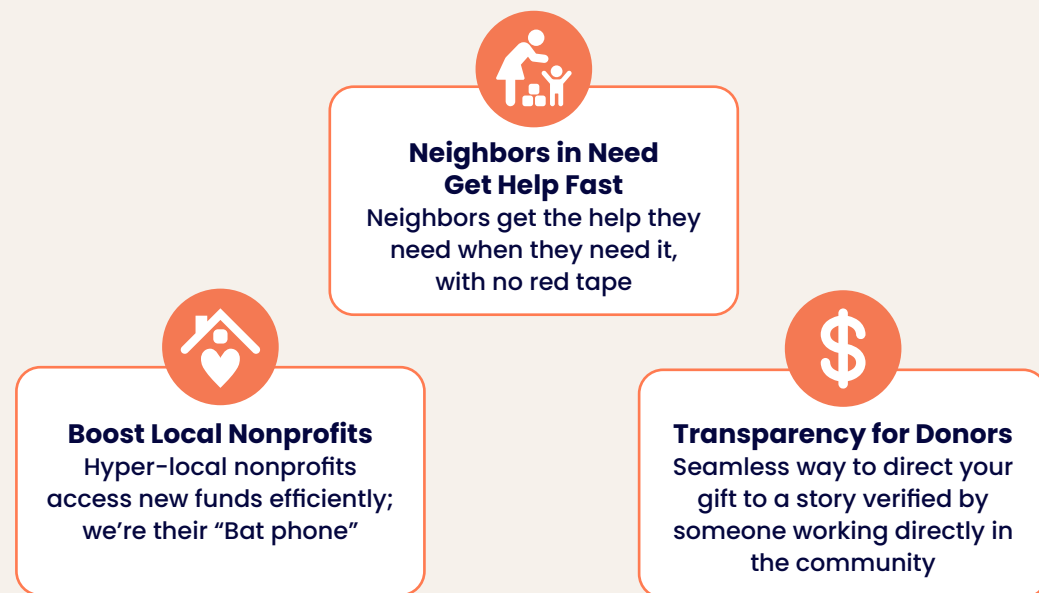 Neighbors in Need
Get Help Fast
Neighbors get the help they
need when they need it,
with no red tape
Boost Local Nonprofits
Hyper-local nonprofits
access new funds efficiently;
we’re their “Bat phone”
Transparency for Donors
Seamless way to direct your
gift to a story verified by
someone working directly in
the community